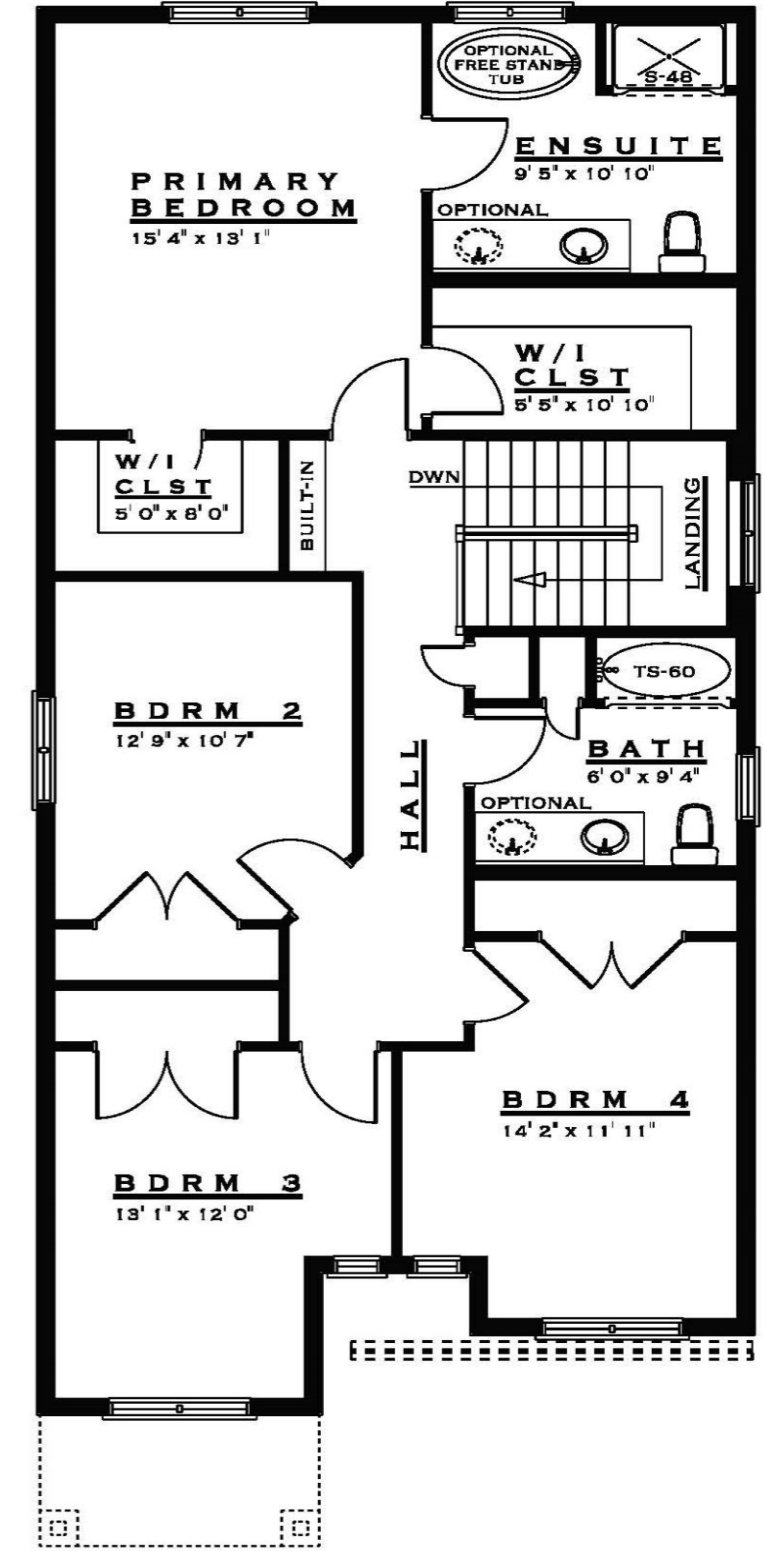 OPTIONAL
FREE STAND
TUB
S-48
ENSUITE
9' 5" x 10' 10"
PRIMARY
BEDROOM
15' 4" x 13' 1"
OPTIONAL
W/I
CLST
5' 5" x 10' 10"
W/I
CLST
5' 0" x 8' 0"
BUILT-IN
DWN
LANDING
TS-60
BDRM 2
12' 9" x 10' 7"
HALL
BATH
6' 0" x 9' 4"
OPTIONAL
BDRM 4
14' 2" x 11' 11"
BDRM 3
13' 1" x 12' 0"